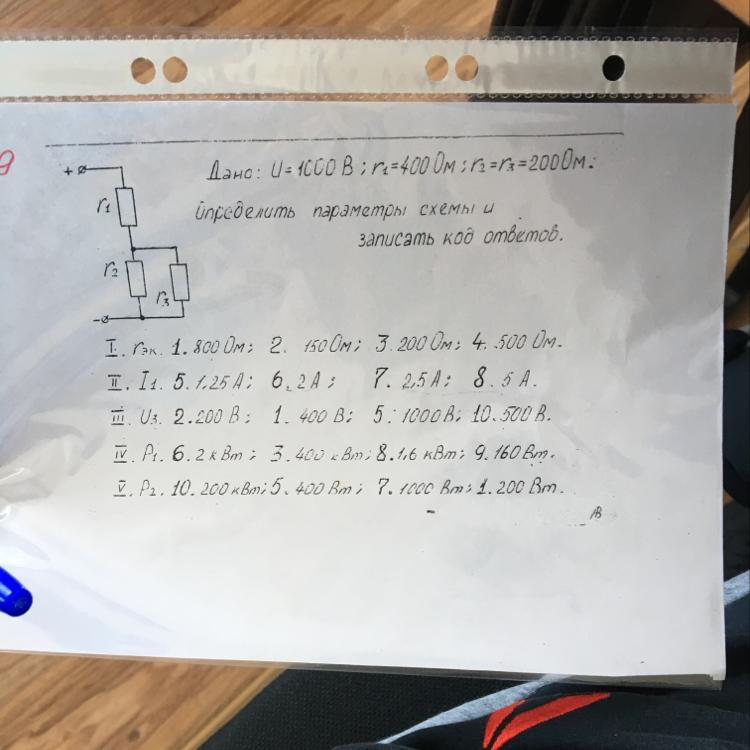 Дано: U=1000 В; r1=400 Ом; r2=r3=200 Ом.
Определить параметры схемы и
записать код ответов.
+
r1
r2
r3
-
I. rэк. 1. 800 Ом; 2. 150 Ом; 3. 200 Ом; 4. 500 Ом.
II. I1. 5. 1,25 А; 6. 2 А; 7. 2,5 А; 8. 5 А.
III. U3. 2. 200 В; 1. 400 В; 5. 1000 В; 10. 500 В.
IV. P1. 6. 2 кВт; 3. 400 кВт; 8. 1,6 кВт; 9. 160 Вт.
V. P2. 10. 200 кВт; 5. 400 Вт; 7. 1000 Вт; 1. 200 Вт.